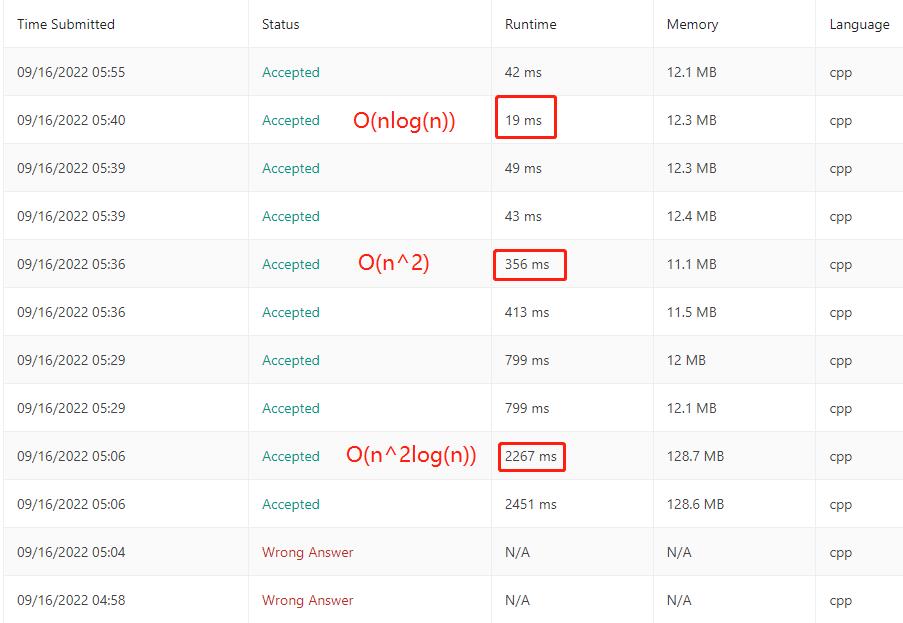 Time Submitted Status Runtime Memory Language
09/16/2022 05:55 Accepted 42 ms 12.1 MB cpp
09/16/2022 05:40 Accepted O(nlog(n)) 19 ms 12.3 MB cpp
09/16/2022 05:39 Accepted 49 ms 12.3 MB cpp
09/16/2022 05:39 Accepted 43 ms 12.4 MB cpp
09/16/2022 05:36 Accepted O(n^2) 356 ms 11.1 MB cpp
09/16/2022 05:36 Accepted 413 ms 11.5 MB cpp
09/16/2022 05:29 Accepted 799 ms 12 MB cpp
09/16/2022 05:29 Accepted 799 ms 12.1 MB cpp
09/16/2022 05:06 Accepted O(n^2log(n)) 2267 ms 128.7 MB cpp
09/16/2022 05:06 Accepted 2451 ms 128.6 MB cpp
09/16/2022 05:04 Wrong Answer N/A N/A cpp
09/16/2022 04:58 Wrong Answer N/A N/A cpp